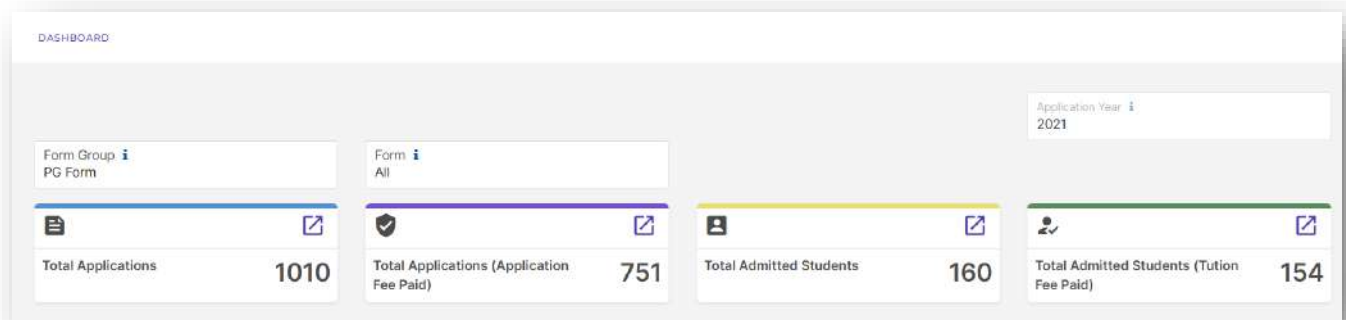 DASHBOARD
Application Year i
2021
Form Group i
PG Form
Form i
All
Total Applications
1010
Total Applications (Application
Fee Paid)
751
Total Admitted Students
160
Total Admitted Students (Tution
Fee Paid)
154